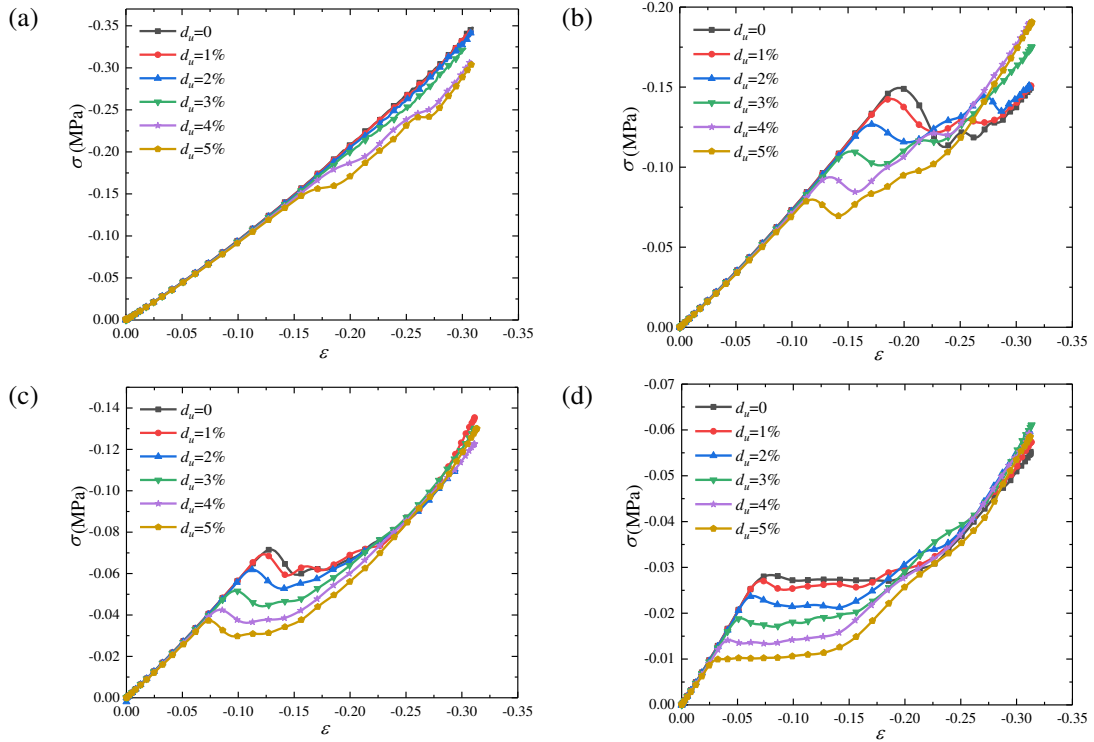 (a)
-0.35
-0.30
-0.25
-0.20
-0.15
-0.10
-0.05
0.00
σ (MPa)
d_u=0
d_u=1%
d_u=2%
d_u=3%
d_u=4%
d_u=5%
0.00 -0.05 -0.10 -0.15 -0.20 -0.25 -0.30 -0.35
ε
(b)
-0.20
-0.15
-0.10
-0.05
0.00
σ (MPa)
d_u=0
d_u=1%
d_u=2%
d_u=3%
d_u=4%
d_u=5%
0.00 -0.05 -0.10 -0.15 -0.20 -0.25 -0.30 -0.35
ε
(c)
-0.14
-0.12
-0.10
-0.08
-0.06
-0.04
-0.02
0.00
σ (MPa)
d_u=0
d_u=1%
d_u=2%
d_u=3%
d_u=4%
d_u=5%
0.00 -0.05 -0.10 -0.15 -0.20 -0.25 -0.30 -0.35
ε
(d)
-0.07
-0.06
-0.05
-0.04
-0.03
-0.02
-0.01
0.00
σ (MPa)
d_u=0
d_u=1%
d_u=2%
d_u=3%
d_u=4%
d_u=5%
0.00 -0.05 -0.10 -0.15 -0.20 -0.25 -0.30 -0.35
ε